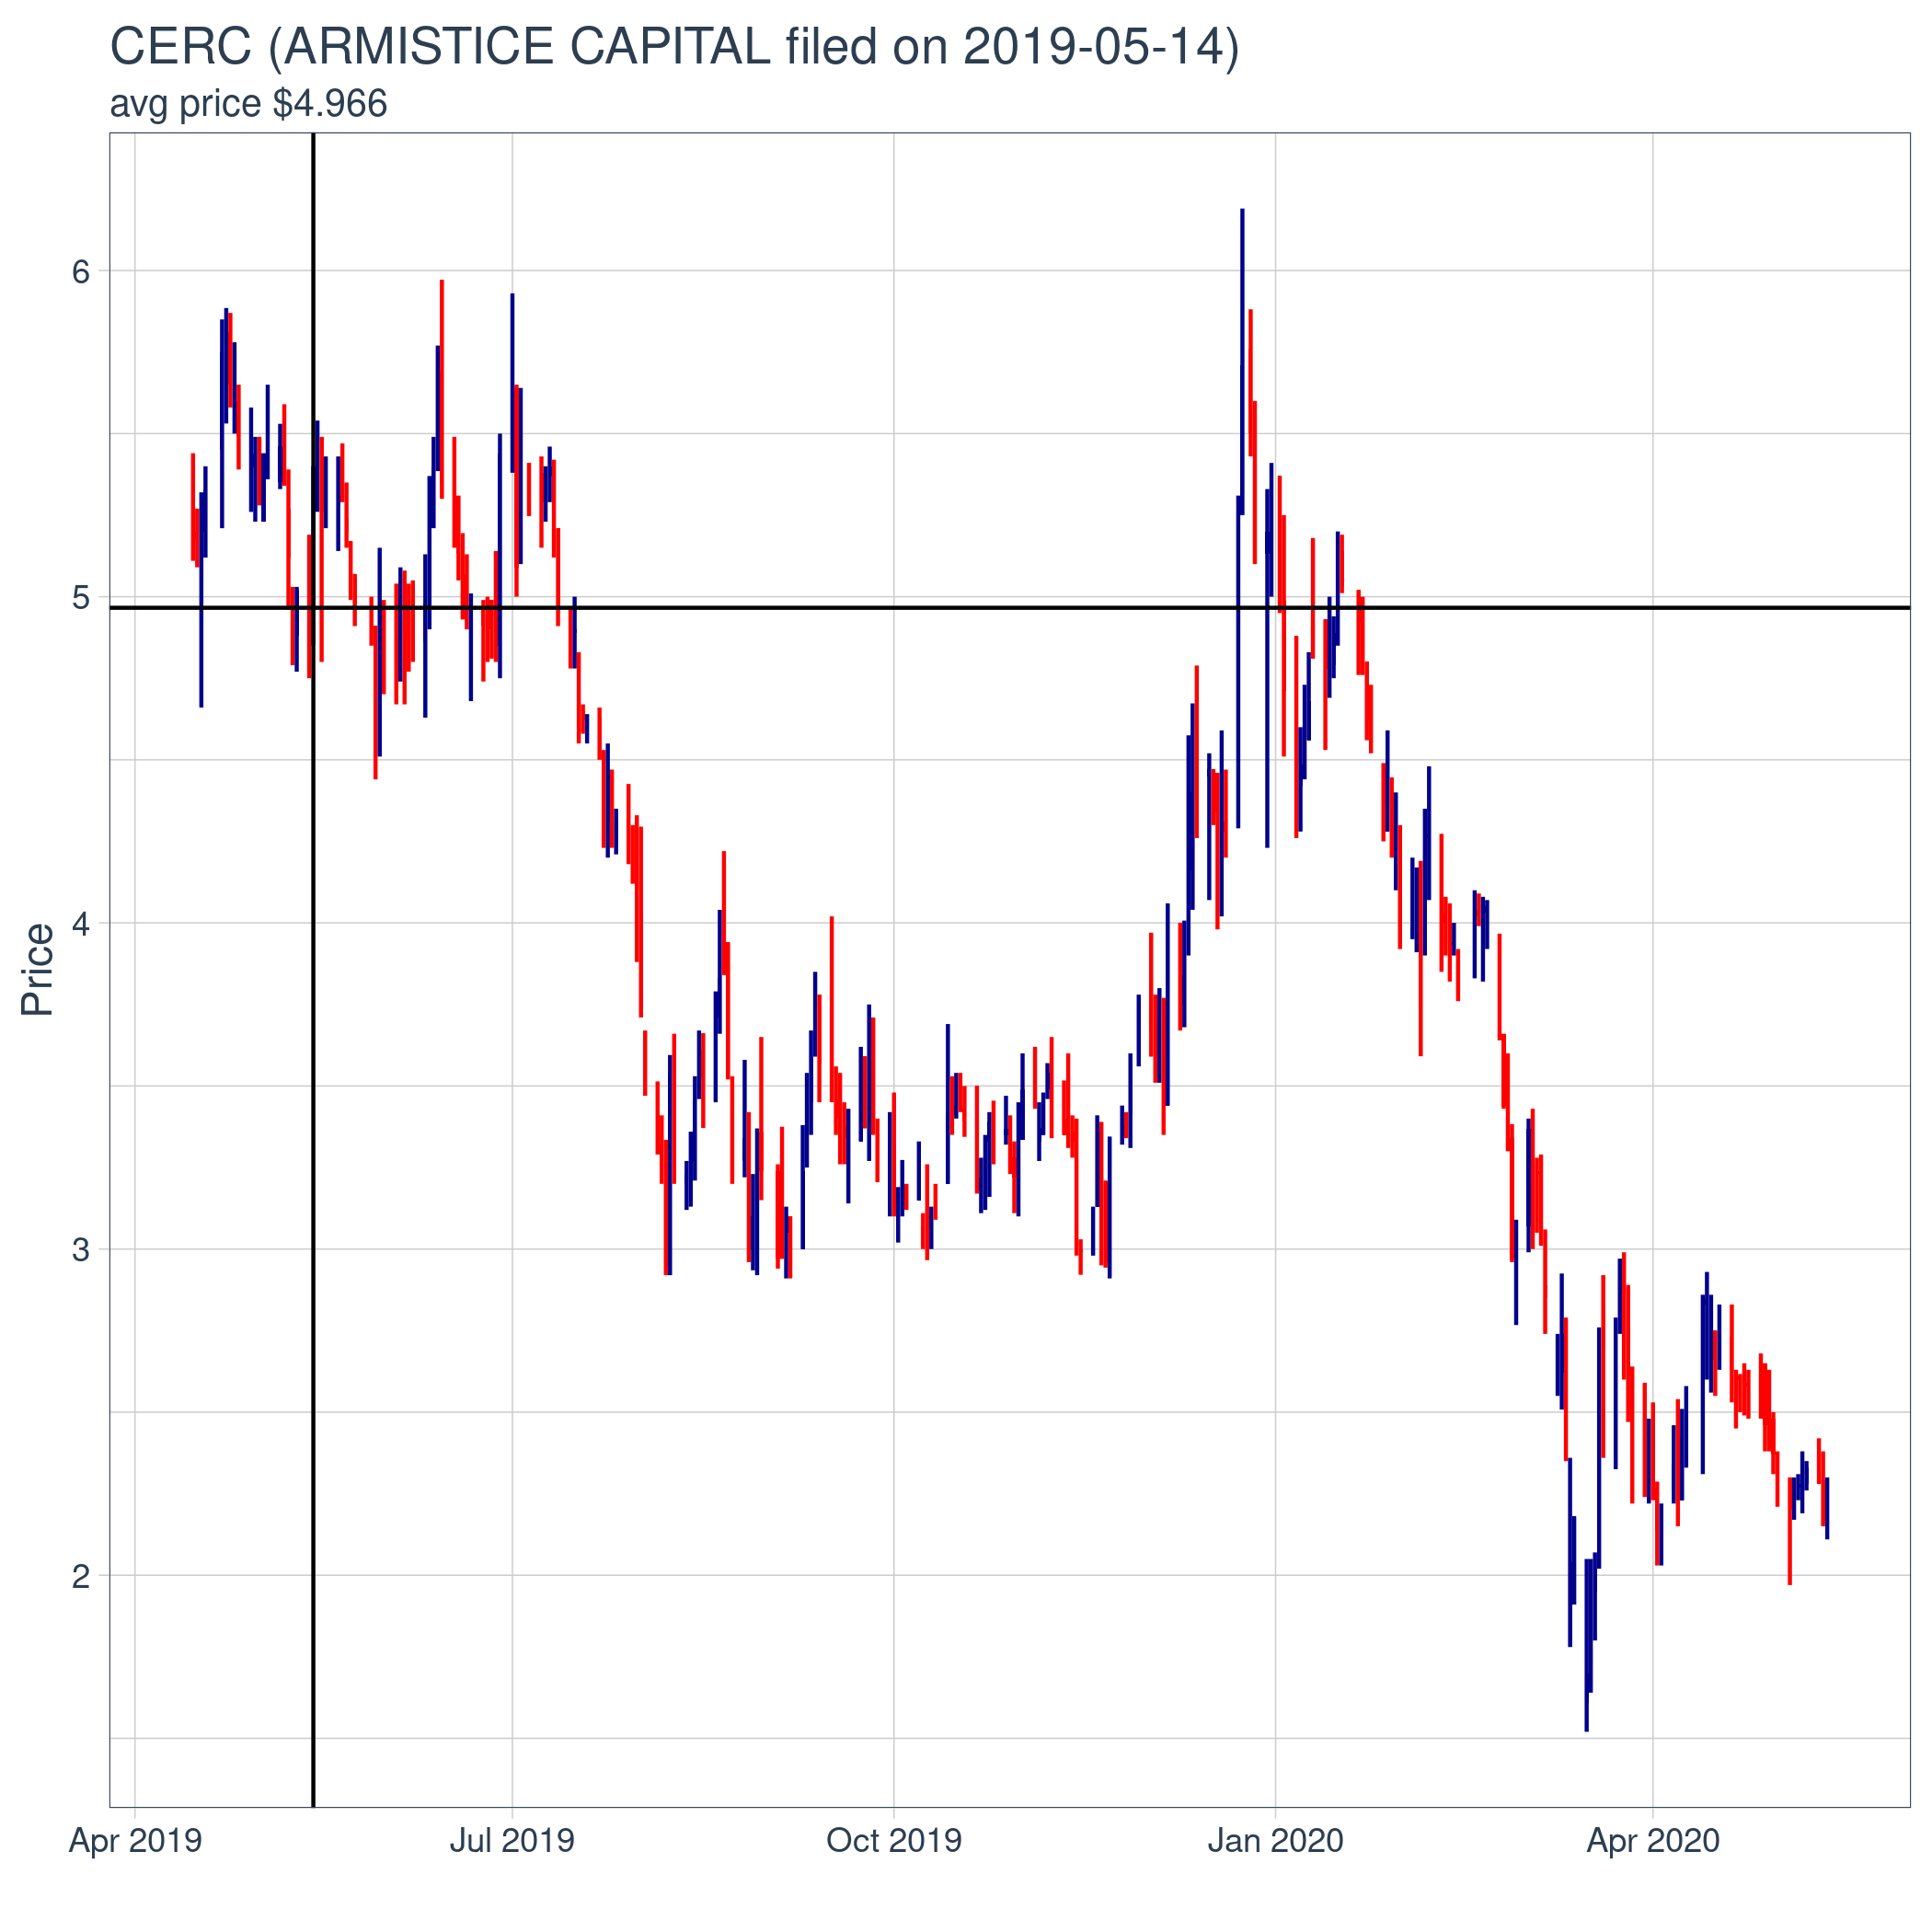 CERC (ARMISTICE CAPITAL filed on 2019-05-14)
avg price $4.966
6
5
4
3
2
Price
Apr 2019
Jul 2019
Oct 2019
Jan 2020
Apr 2020